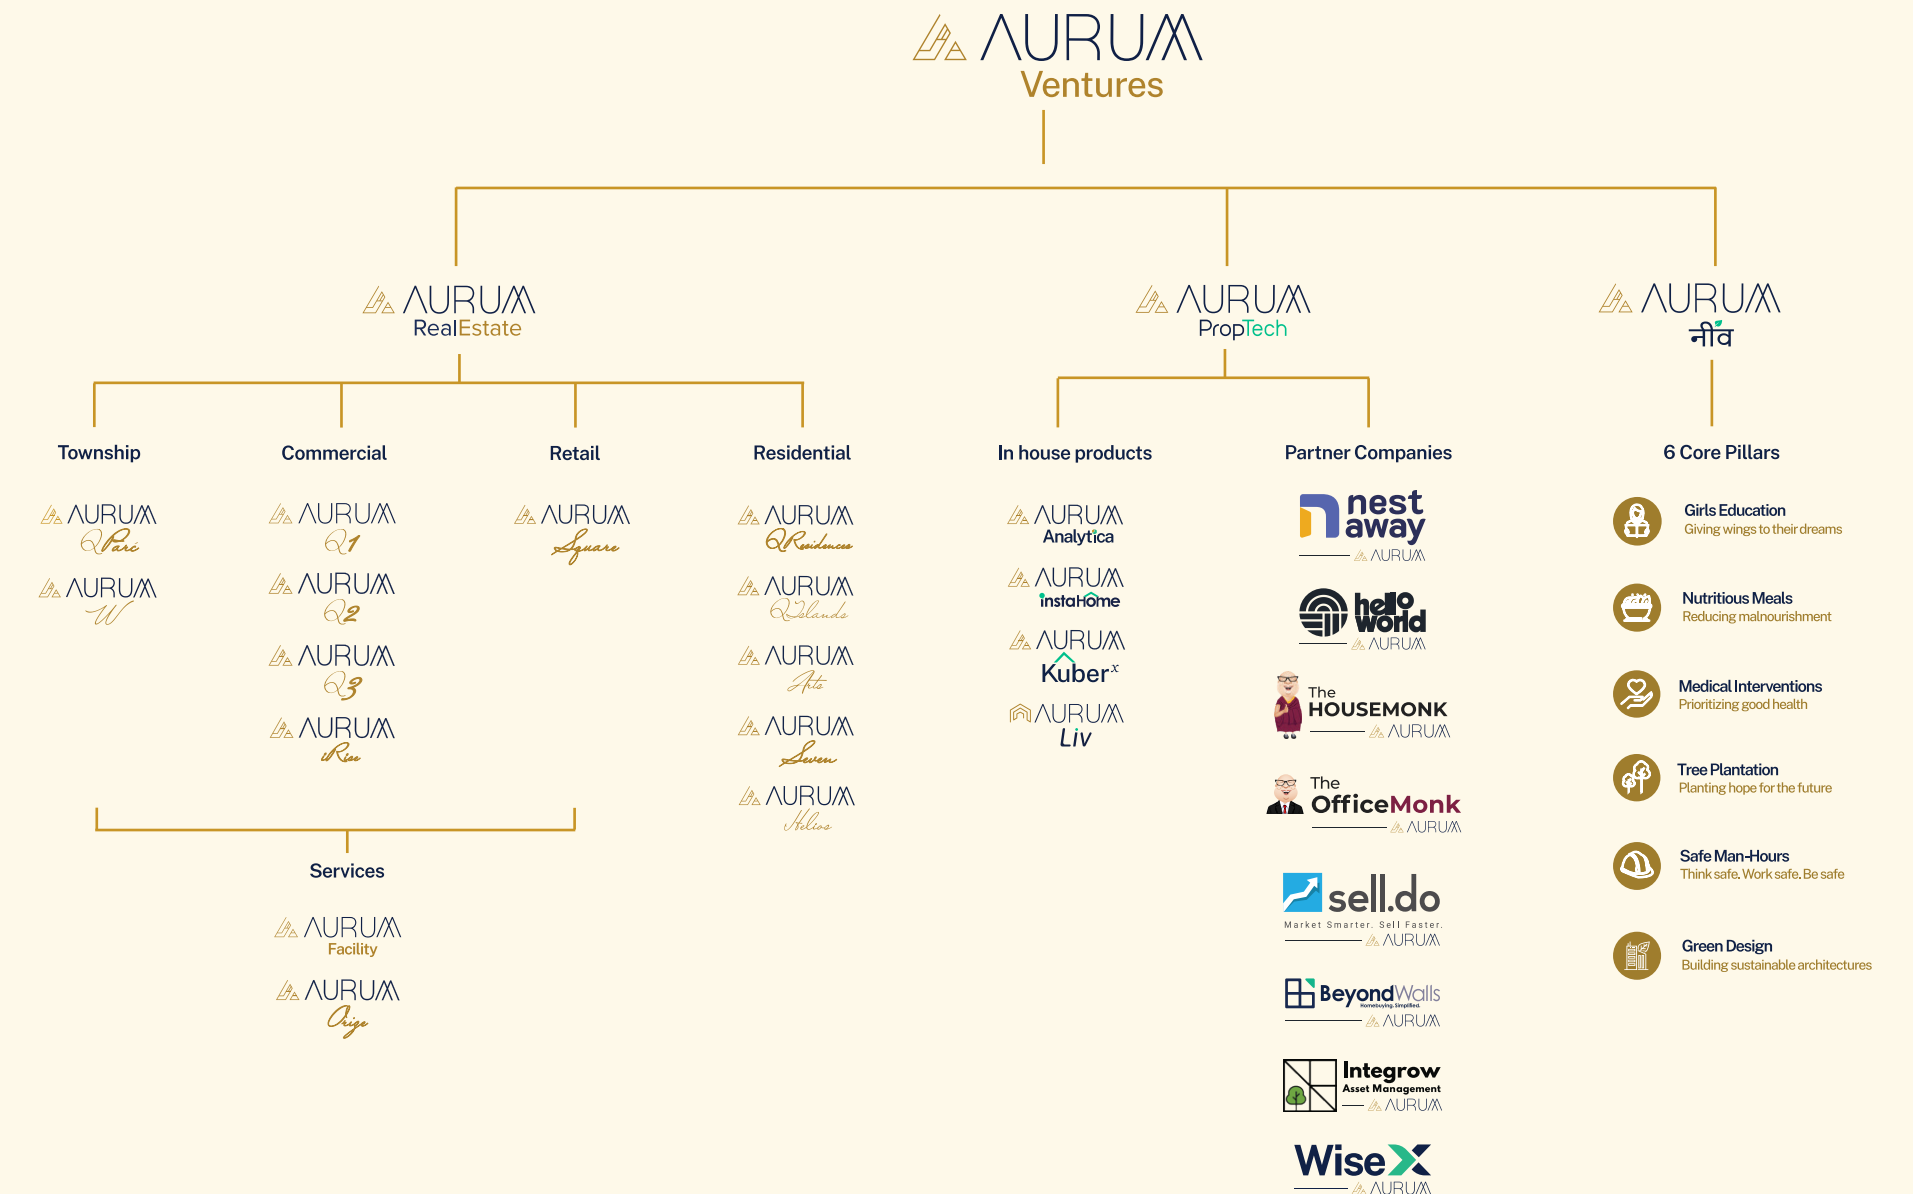 AURUM
Ventures
AURUM
RealEstate
AURUM
PropTech
AURUM
नींव
Township
AURUM
QParc
AURUM
W
Commercial
AURUM
Q1
AURUM
Q2
AURUM
Q3
AURUM
iRise
Retail
AURUM
Square
Residential
AURUM
QResidences
AURUM
QIslands
AURUM
Arts
AURUM
Seven
AURUM
Helios
Services
AURUM
Facility
AURUM
Orige
In house products
AURUM
Analytica
AURUM
instaHome
AURUM
Kuber x
AURUM
Liv
Partner Companies
nest
away
AURUM
hello
world
AURUM
The
HOUSEMONK
AURUM
The
OfficeMonk
AURUM
sell.do
Market Smarter. Sell Faster.
AURUM
BeyondWalls
Homebuying. Simplified.
AURUM
Integrow
Asset Management
AURUM
WiseX
AURUM
6 Core Pillars
Girls Education
Giving wings to their dreams
Nutritious Meals
Reducing malnourishment
Medical Interventions
Prioritizing good health
Tree Plantation
Planting hope for the future
Safe Man-Hours
Think safe. Work safe. Be safe
Green Design
Building sustainable architectures